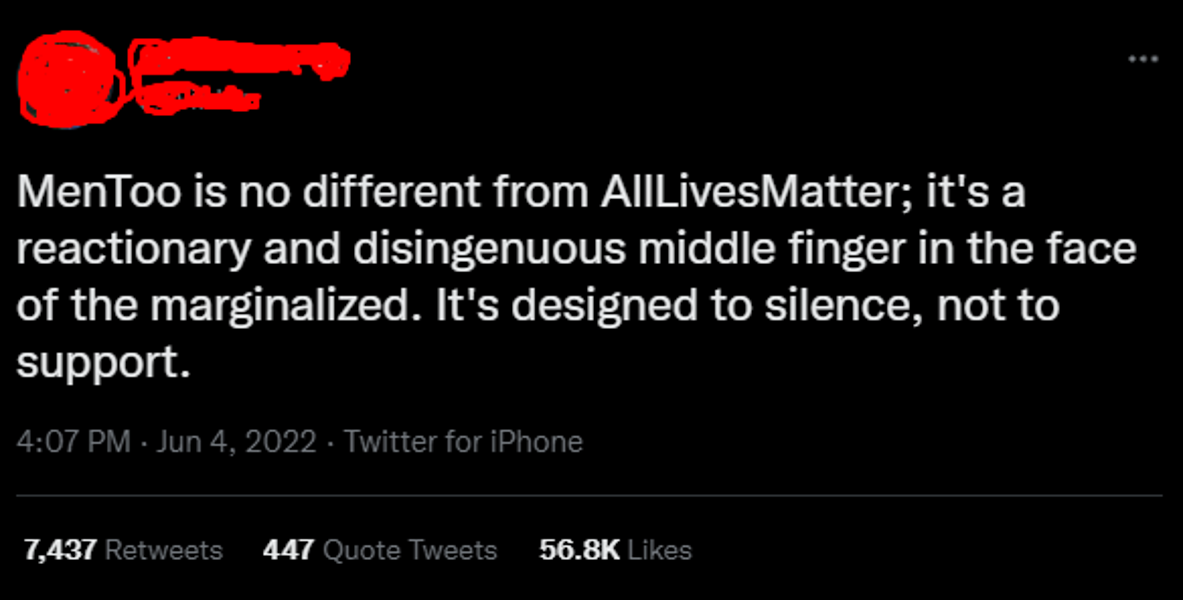 MenToo is no different from AllLivesMatter; it's a
reactionary and disingenuous middle finger in the face
of the marginalized. It's designed to silence, not to
support.
4:07 PM · Jun 4, 2022 · Twitter for iPhone
7,437 Retweets 447 Quote Tweets 56.8K Likes